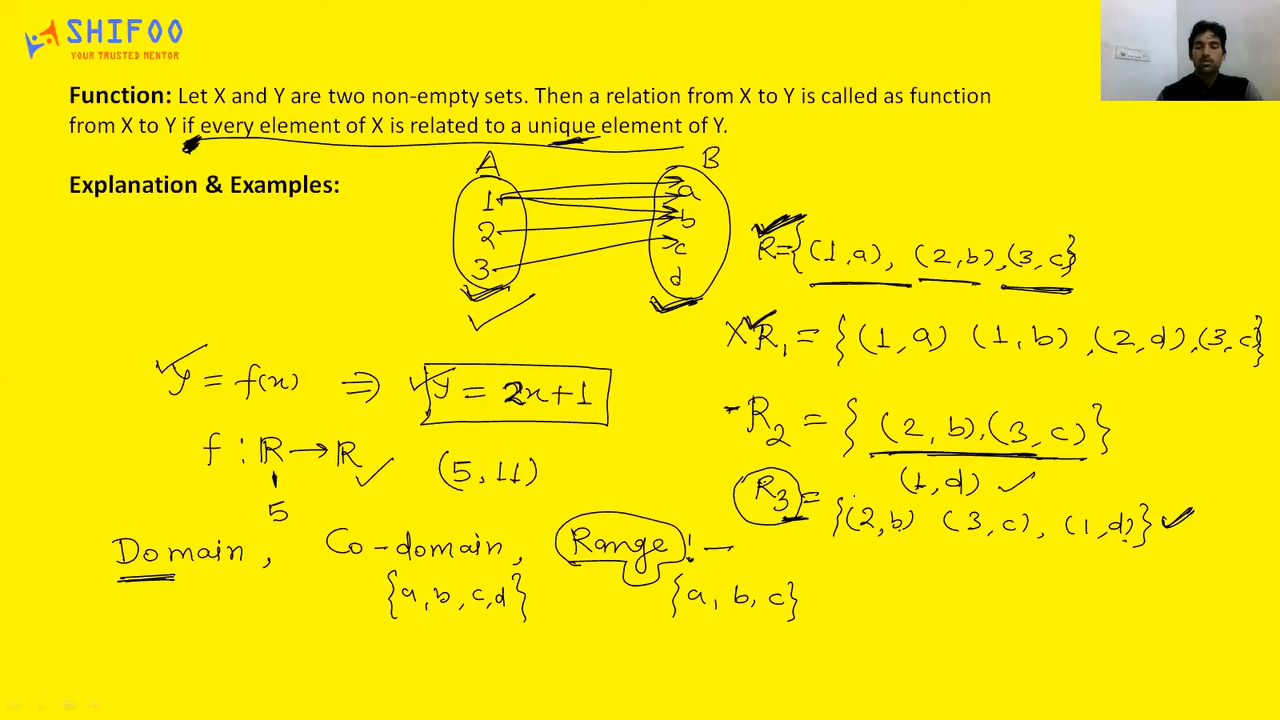 SHIFOO
YOUR TRUSTED MENTOR
Function: Let X and Y are two non-empty sets. Then a relation from X to Y is called as function
from X to Y if every element of X is related to a unique element of Y.
Explanation & Examples:
A B
1 a
2 b
3 c
d
R = {(1,a), (2,b), (3,c)}
X R₁ = {(1,a) (1,b), (2,d), (3,c}
R₂ = {(2,b), (3,c)}
(1,d)
R₃ = {(2,b) (3,c), (1,d)}
y = f(x) ⇒ y = 2x+1
f : ℝ → ℝ (5,11)
5
Domain, Co-domain, Range :-
{a, b, c, d} {a, b, c}